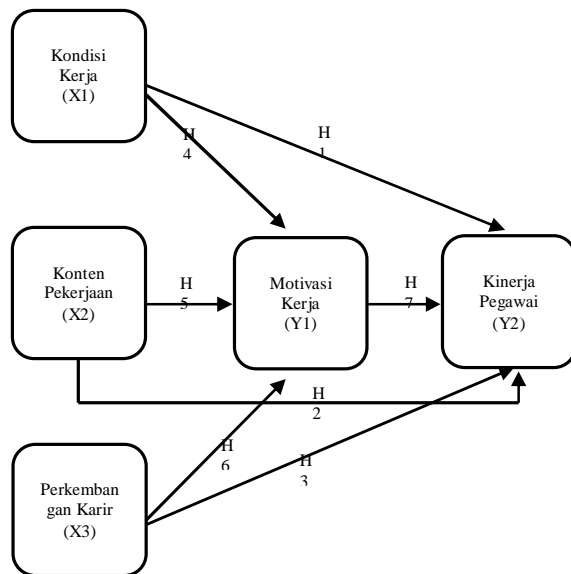 Kondisi
Kerja
(X1)
H
1
H
4
Konten
Pekerjaan
(X2)
H
5
Motivasi
Kerja
(Y1)
H
7
Kinerja
Pegawai
(Y2)
H
2
H
6
H
3
Perkemban
gan Karir
(X3)